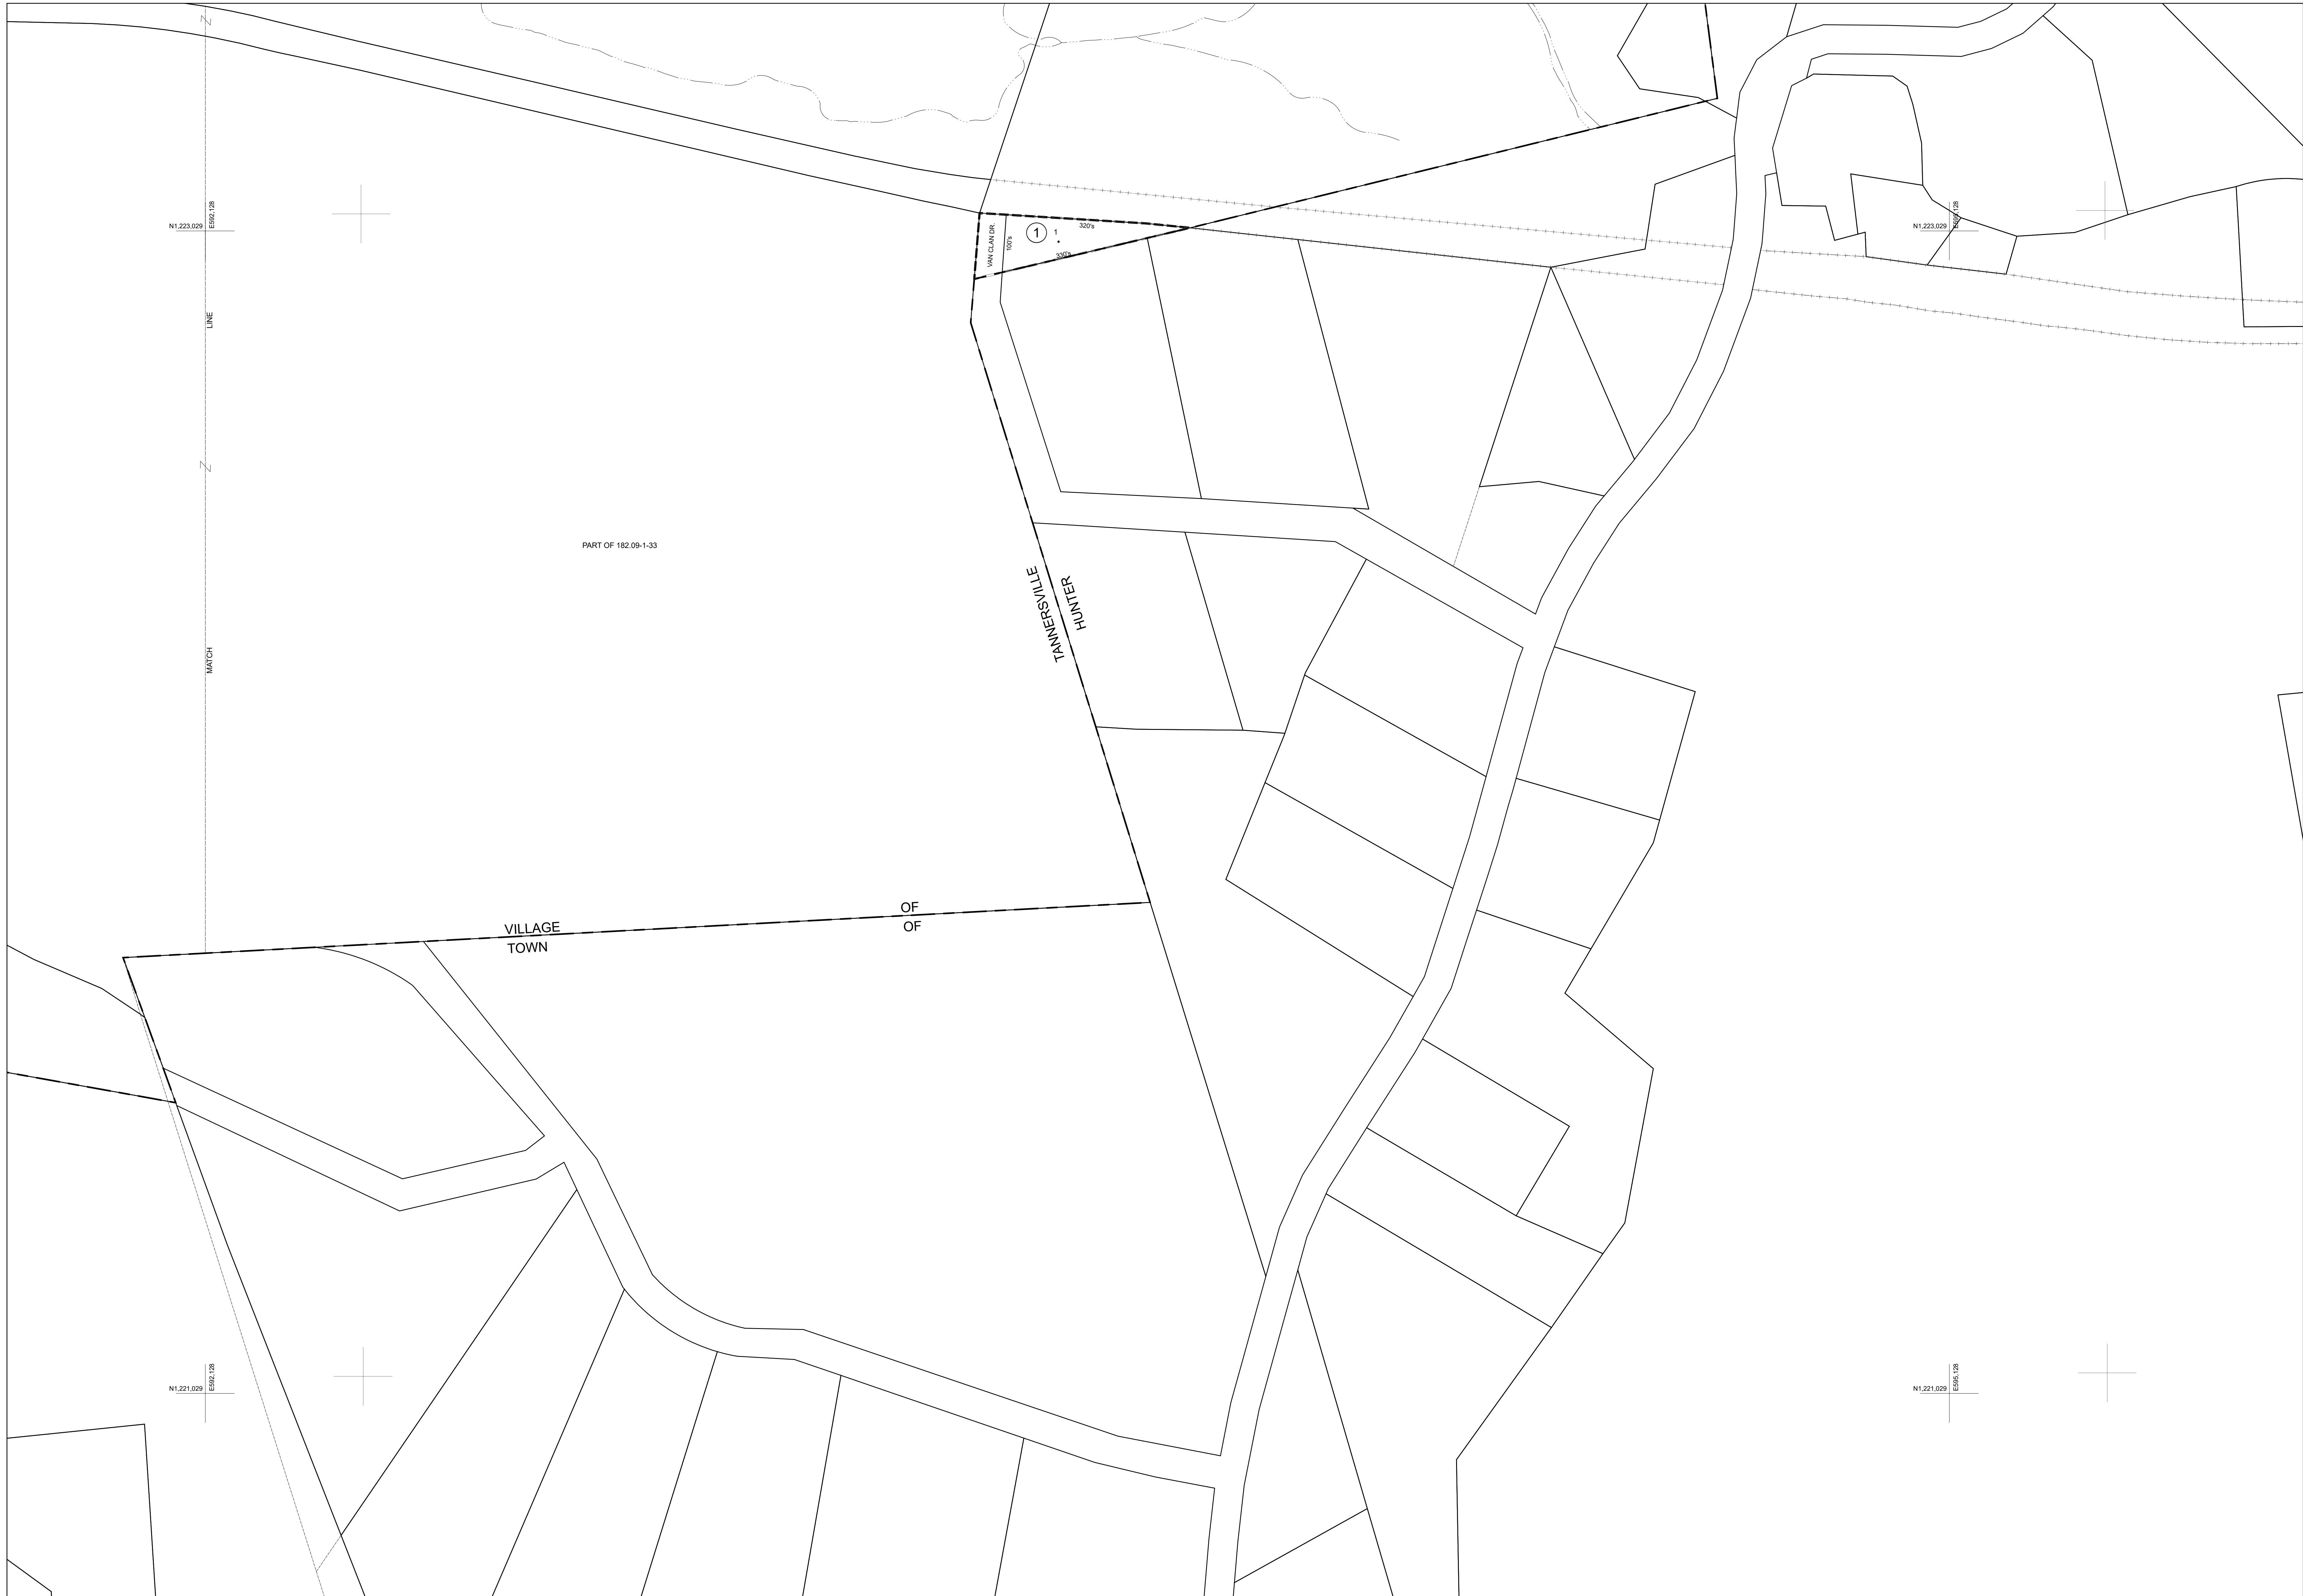 N1,223,029
E592,128
VAN CLAN DR.
100's
1
1
320's
330's
N1,223,029
E595,128
LINE
PART OF 182.09-1-33
TANNERSVILLE
HUNTER
MATCH
VILLAGE
OF
TOWN
OF
N1,221,029
E592,128
N1,221,029
E595,128